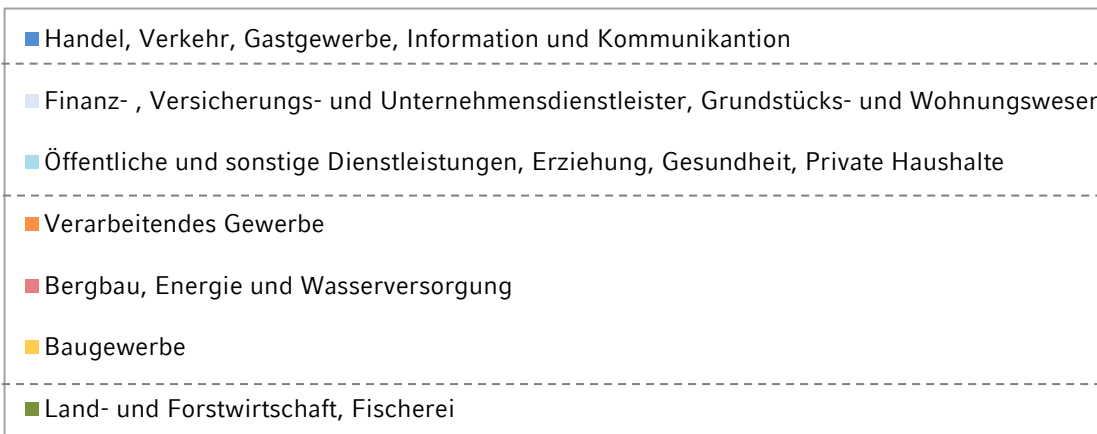 Handel, Verkehr, Gastgewerbe, Information und Kommunikantion
Finanz- , Versicherungs- und Unternehmensdienstleister, Grundstücks- und Wohnungsweser
Öffentliche und sonstige Dienstleistungen, Erziehung, Gesundheit, Private Haushalte
Verarbeitendes Gewerbe
Bergbau, Energie und Wasserversorgung
Baugewerbe
Land- und Forstwirtschaft, Fischerei